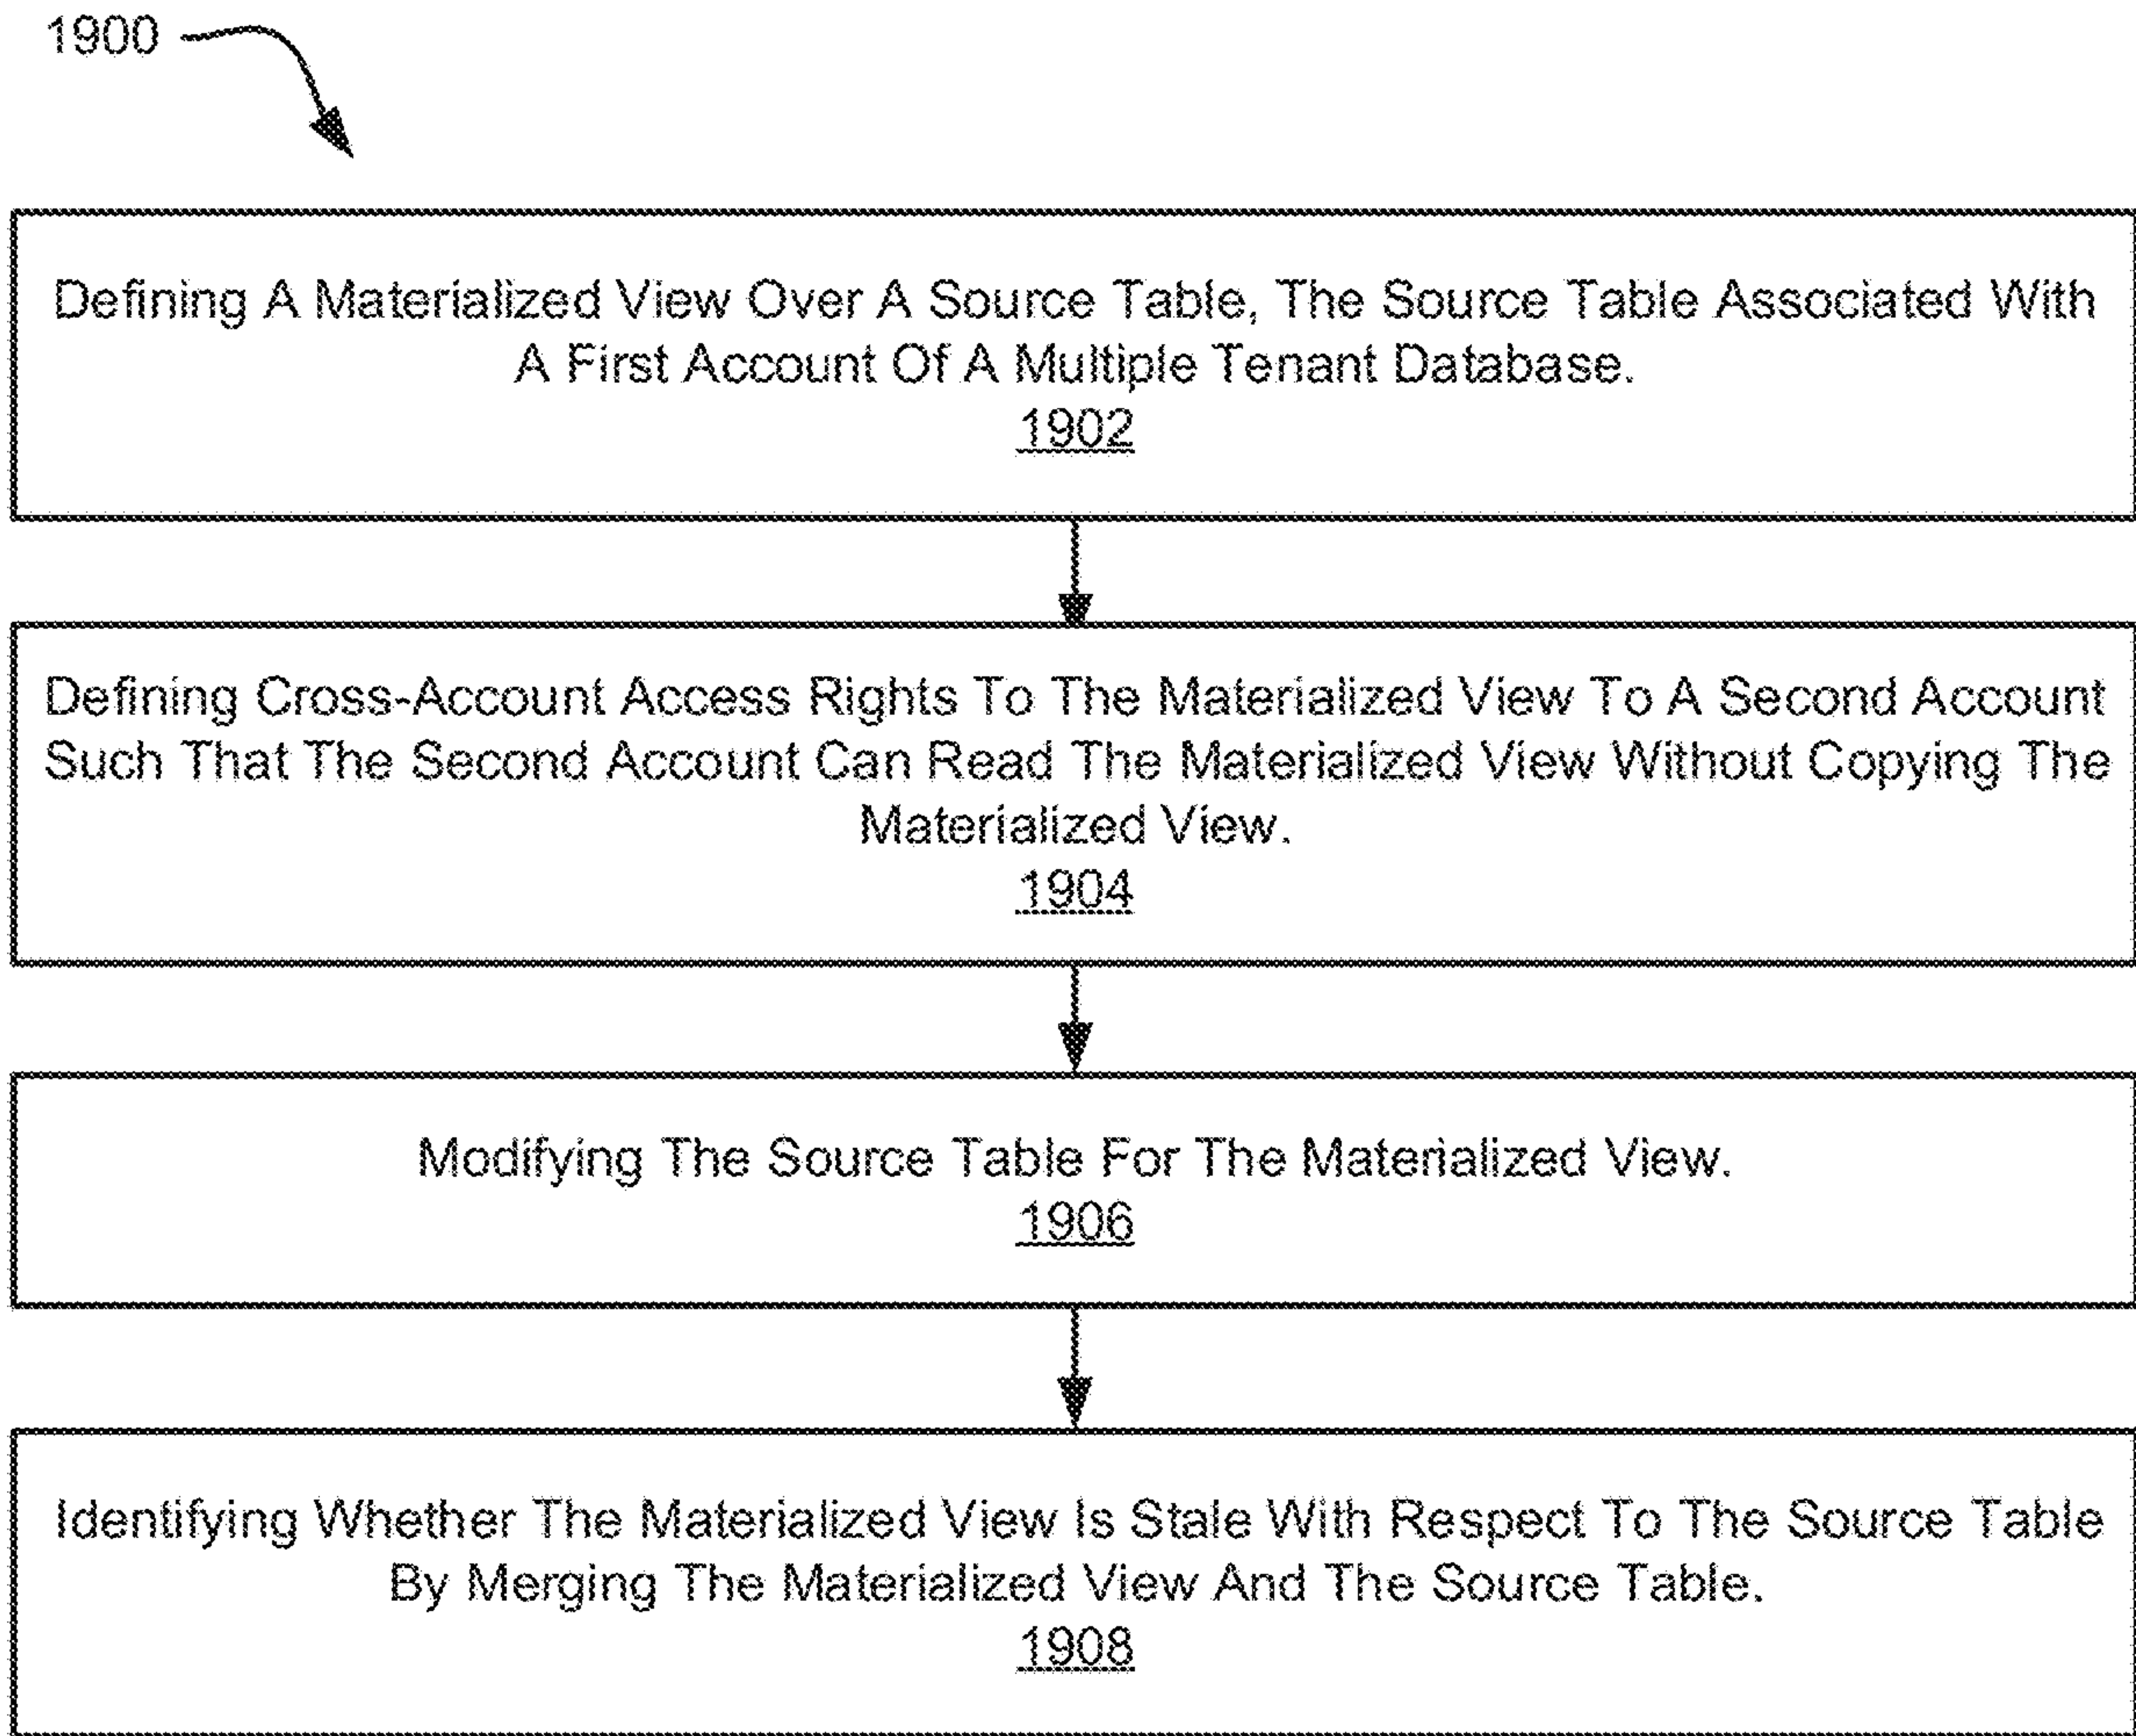 1900
Defining A Materialized View Over A Source Table, The Source Table Associated With
A First Account Of A Multiple Tenant Database.
1902
Defining Cross-Account Access Rights To The Materialized View To A Second Account
Such That The Second Account Can Read The Materialized View Without Copying The
Materialized View.
1904
Modifying The Source Table For The Materialized View.
1906
Identifying Whether The Materialized View Is Stale With Respect To The Source Table
By Merging The Materialized View And The Source Table.
1908